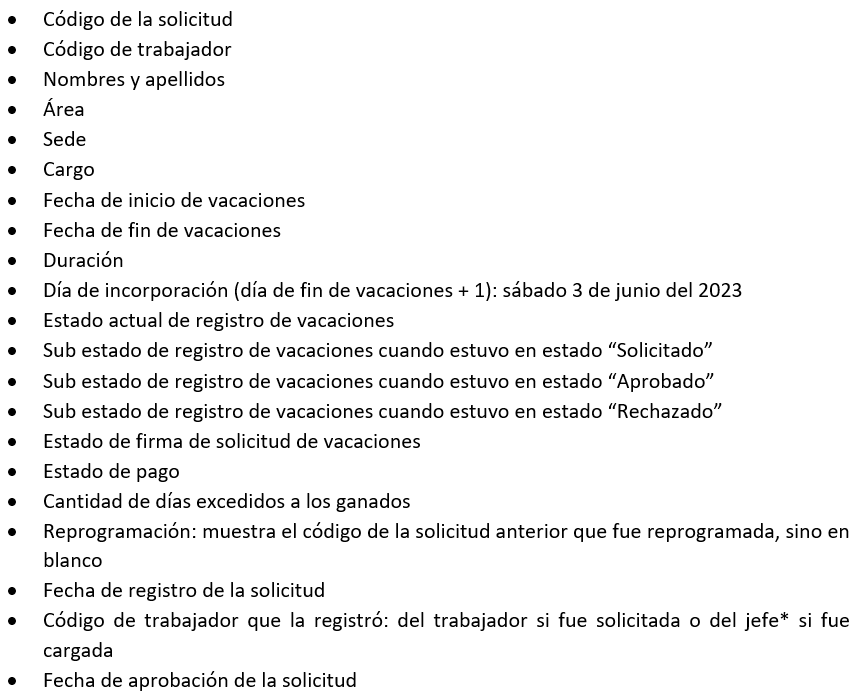 • Código de la solicitud
• Código de trabajador
• Nombres y apellidos
• Área
• Sede
• Cargo
• Fecha de inicio de vacaciones
• Fecha de fin de vacaciones
• Duración
• Día de incorporación (día de fin de vacaciones + 1): sábado 3 de junio del 2023
• Estado actual de registro de vacaciones
• Sub estado de registro de vacaciones cuando estuvo en estado “Solicitado”
• Sub estado de registro de vacaciones cuando estuvo en estado “Aprobado”
• Sub estado de registro de vacaciones cuando estuvo en estado “Rechazado”
• Estado de firma de solicitud de vacaciones
• Estado de pago
• Cantidad de días excedidos a los ganados
• Reprogramación: muestra el código de la solicitud anterior que fue reprogramada, sino en
blanco
• Fecha de registro de la solicitud
• Código de trabajador que la registró: del trabajador si fue solicitada o del jefe* si fue
cargada
• Fecha de aprobación de la solicitud